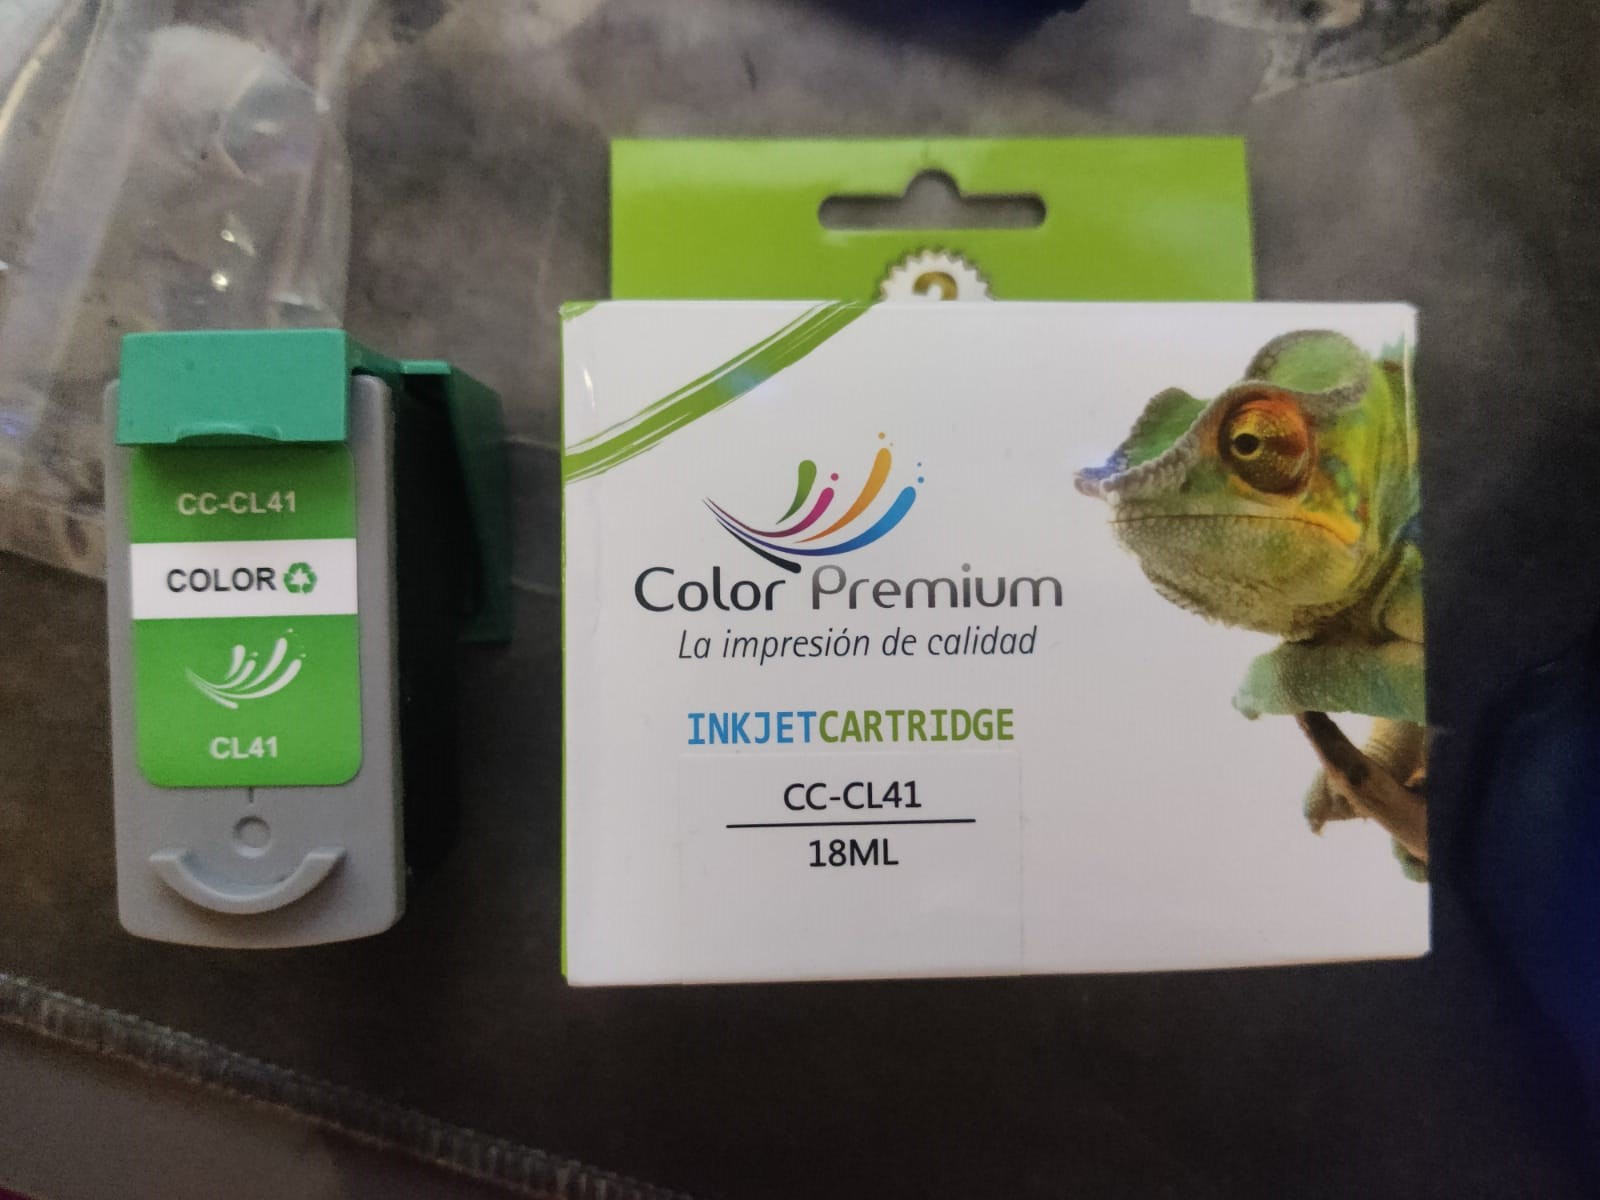 CC-CL41
COLOR
CL41
Color Premium
La impresión de calidad
INKJETCARTRIDGE
CC-CL41
18ML